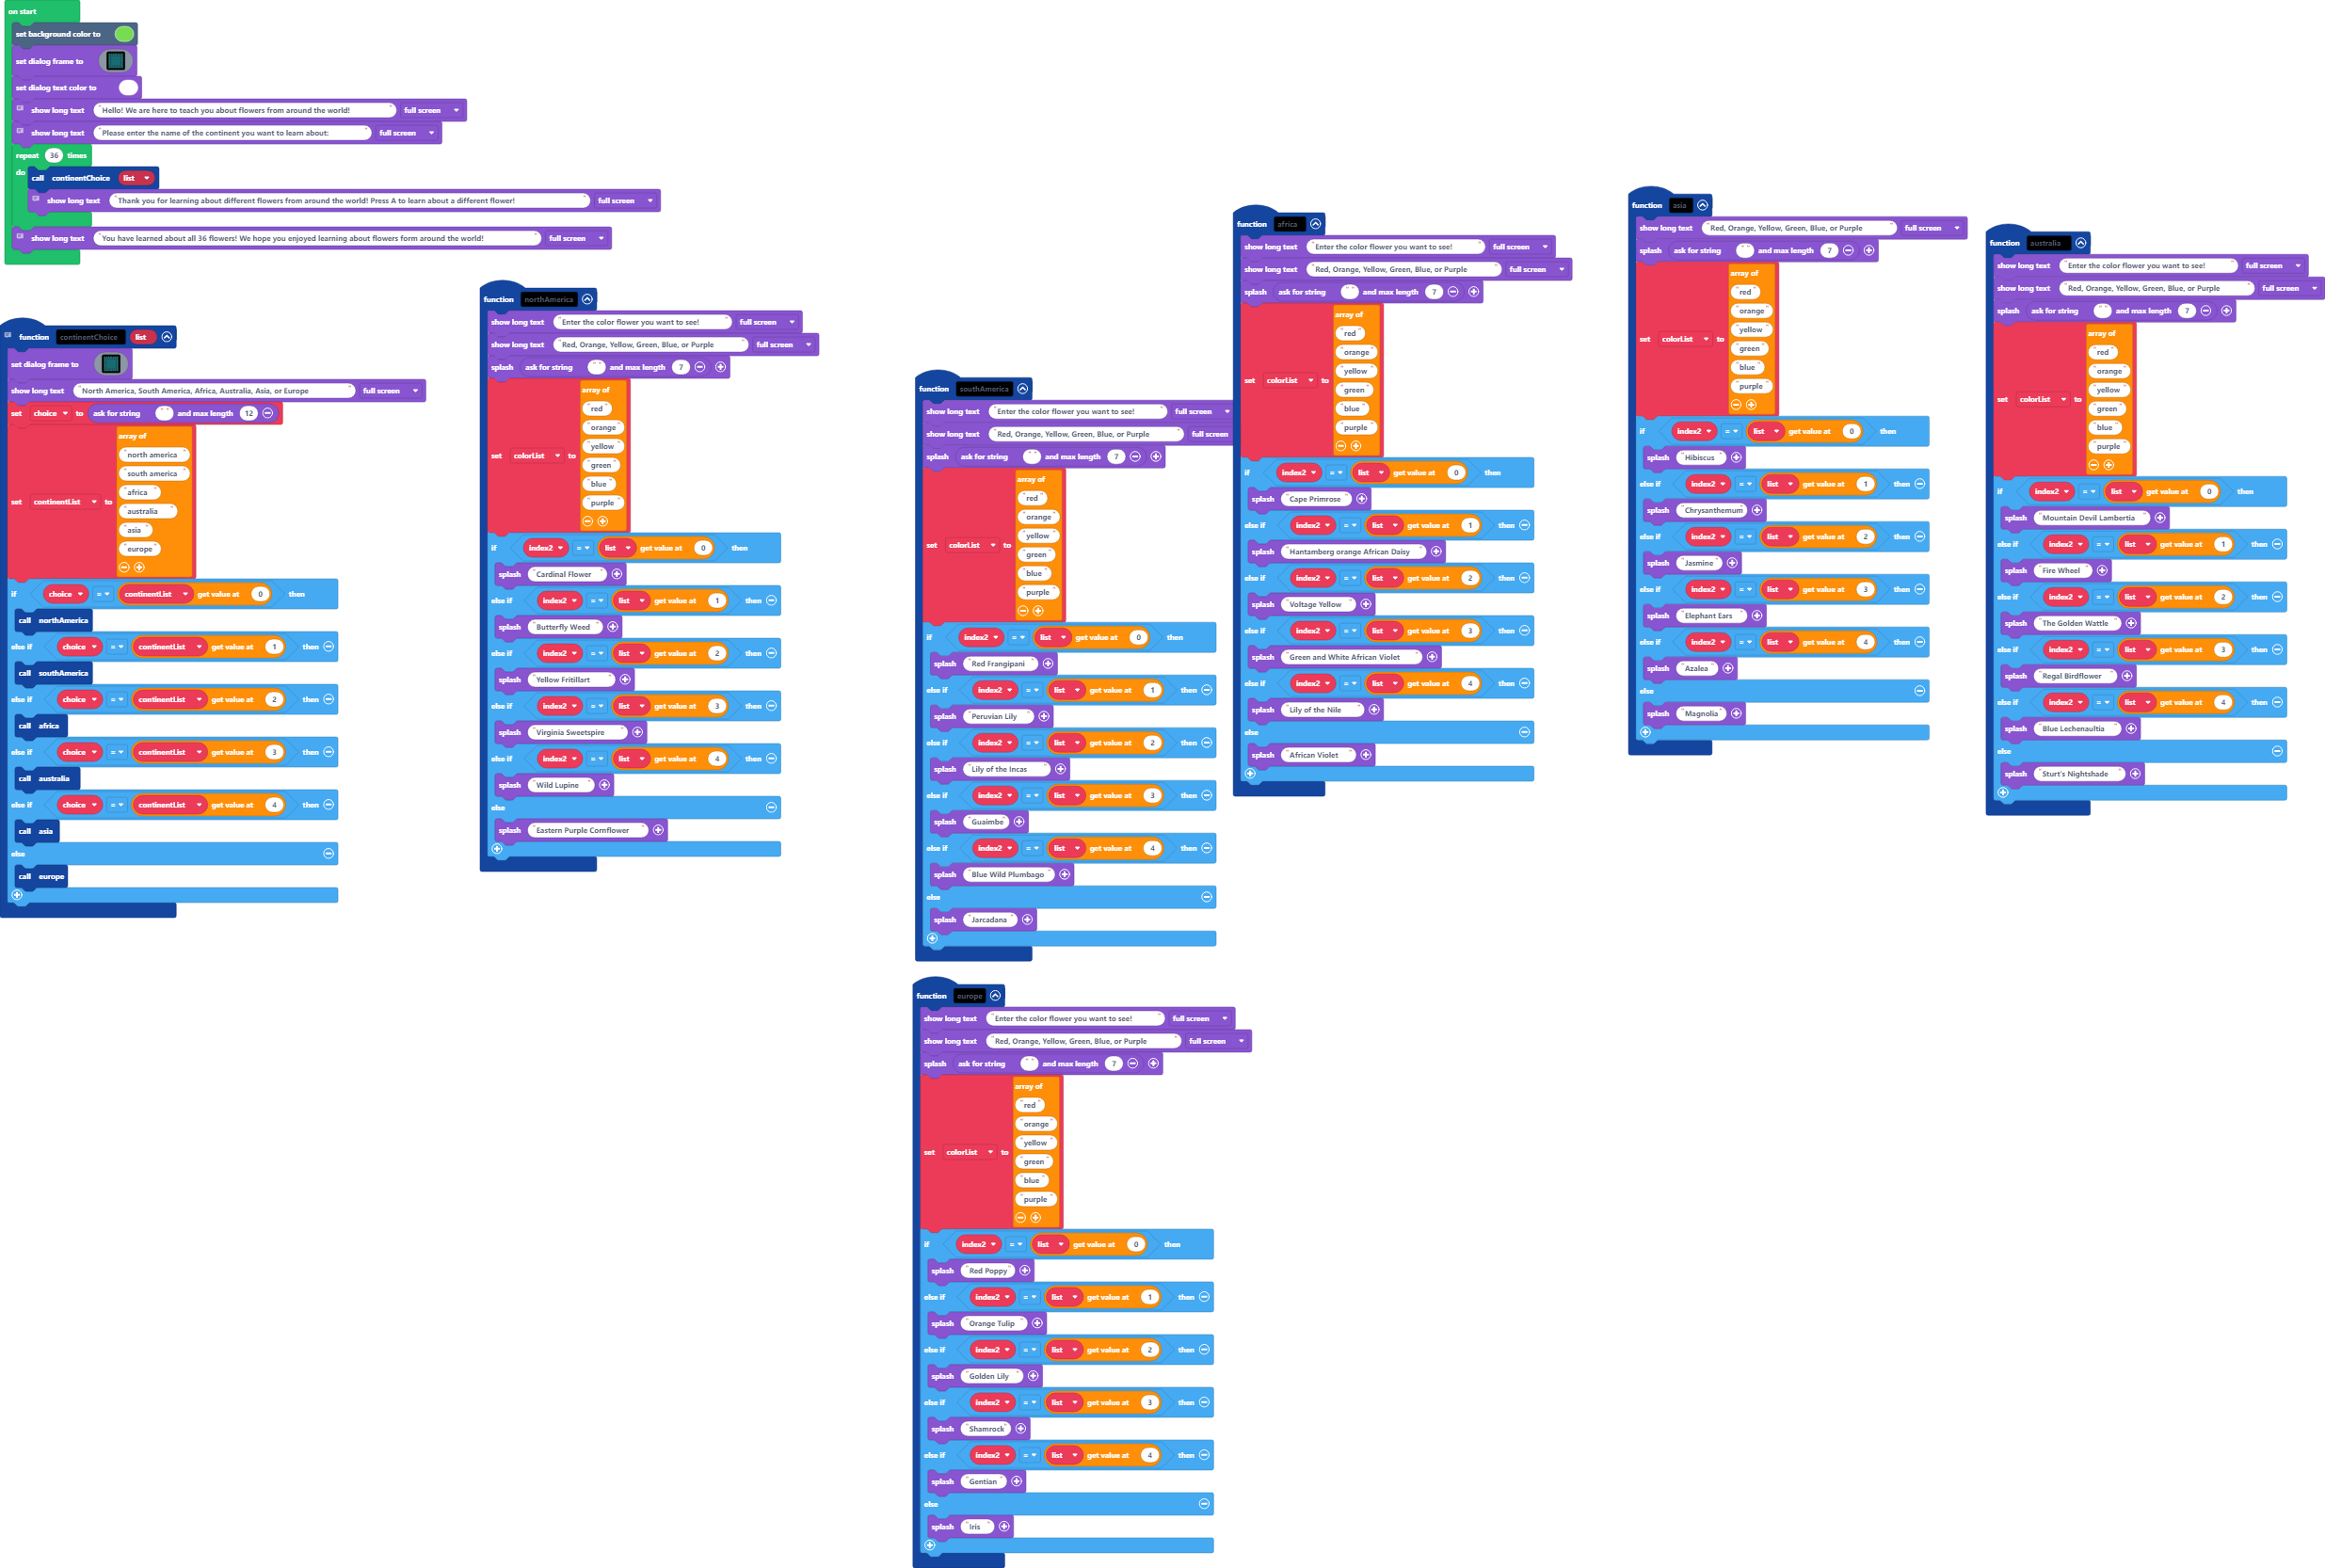 on start
set background color to
set dialog frame to
set dialog text color to
show long text "Hello! We are here to teach you about flowers from around the world!" full screen
show long text "Please enter the name of the continent you want to learn about:" full screen
repeat 36 times
do call continentChoice list
show long text "Thank you for learning about different flowers from around the world! Press A to learn about a different flower!" full screen
show long text "You have learned about all 36 flowers! We hope you enjoyed learning about flowers form around the world!" full screen
function continentChoice list
set dialog frame to
show long text "North America, South America, Africa, Australia, Asia, or Europe" full screen
set choice to ask for string "" and max length 12
set continentList to array of
"north america"
"south america"
"africa"
"australia"
"asia"
"europe"
if choice = continentList get value at 0 then
call northAmerica
else if choice = continentList get value at 1 then
call southAmerica
else if choice = continentList get value at 2 then
call africa
else if choice = continentList get value at 3 then
call australia
else if choice = continentList get value at 4 then
call asia
else
call europe
function northAmerica
show long text "Enter the color flower you want to see!" full screen
show long text "Red, Orange, Yellow, Green, Blue, or Purple" full screen
splash ask for string "" and max length 7
set colorList to array of
"red"
"orange"
"yellow"
"green"
"blue"
"purple"
if index2 = list get value at 0 then
splash "Cardinal Flower"
else if index2 = list get value at 1 then
splash "Butterfly Weed"
else if index2 = list get value at 2 then
splash "Yellow Fritillart"
else if index2 = list get value at 3 then
splash "Virginia Sweetspire"
else if index2 = list get value at 4 then
splash "Wild Lupine"
else
splash "Eastern Purple Cornflower"
function southAmerica
show long text "Enter the color flower you want to see!" full screen
show long text "Red, Orange, Yellow, Green, Blue, or Purple" full screen
splash ask for string "" and max length 7
set colorList to array of
"red"
"orange"
"yellow"
"green"
"blue"
"purple"
if index2 = list get value at 0 then
splash "Red Frangipani"
else if index2 = list get value at 1 then
splash "Peruvian Lily"
else if index2 = list get value at 2 then
splash "Lily of the Incas"
else if index2 = list get value at 3 then
splash "Guaimbe"
else if index2 = list get value at 4 then
splash "Blue Wild Plumbago"
else
splash "Jarcadana"
function africa
show long text "Enter the color flower you want to see!" full screen
show long text "Red, Orange, Yellow, Green, Blue, or Purple" full screen
splash ask for string "" and max length 7
set colorList to array of
"red"
"orange"
"yellow"
"green"
"blue"
"purple"
if index2 = list get value at 0 then
splash "Cape Primrose"
else if index2 = list get value at 1 then
splash "Hantamberg orange African Daisy"
else if index2 = list get value at 2 then
splash "Voltage Yellow"
else if index2 = list get value at 3 then
splash "Green and White African Violet"
else if index2 = list get value at 4 then
splash "Lily of the Nile"
else
splash "African Violet"
function asia
show long text "Red, Orange, Yellow, Green, Blue, or Purple" full screen
splash ask for string "" and max length 7
set colorList to array of
"red"
"orange"
"yellow"
"green"
"blue"
"purple"
if index2 = list get value at 0 then
splash "Hibiscus"
else if index2 = list get value at 1 then
splash "Chrysanthemum"
else if index2 = list get value at 2 then
splash "Jasmine"
else if index2 = list get value at 3 then
splash "Elephant Ears"
else if index2 = list get value at 4 then
splash "Azalea"
else
splash "Magnolia"
function australia
show long text "Enter the color flower you want to see!" full screen
show long text "Red, Orange, Yellow, Green, Blue, or Purple" full screen
splash ask for string "" and max length 7
set colorList to array of
"red"
"orange"
"yellow"
"green"
"blue"
"purple"
if index2 = list get value at 0 then
splash "Mountain Devil Lambertia"
else if index2 = list get value at 1 then
splash "Fire Wheel"
else if index2 = list get value at 2 then
splash "The Golden Wattle"
else if index2 = list get value at 3 then
splash "Regal Birdflower"
else if index2 = list get value at 4 then
splash "Blue Lechenaultia"
else
splash "Sturt's Nightshade"
function europe
show long text "Enter the color flower you want to see!" full screen
show long text "Red, Orange, Yellow, Green, Blue, or Purple" full screen
splash ask for string "" and max length 7
set colorList to array of
"red"
"orange"
"yellow"
"green"
"blue"
"purple"
if index2 = list get value at 0 then
splash "Red Poppy"
else if index2 = list get value at 1 then
splash "Orange Tulip"
else if index2 = list get value at 2 then
splash "Golden Lily"
else if index2 = list get value at 3 then
splash "Shamrock"
else if index2 = list get value at 4 then
splash "Gentian"
else
splash "Iris"